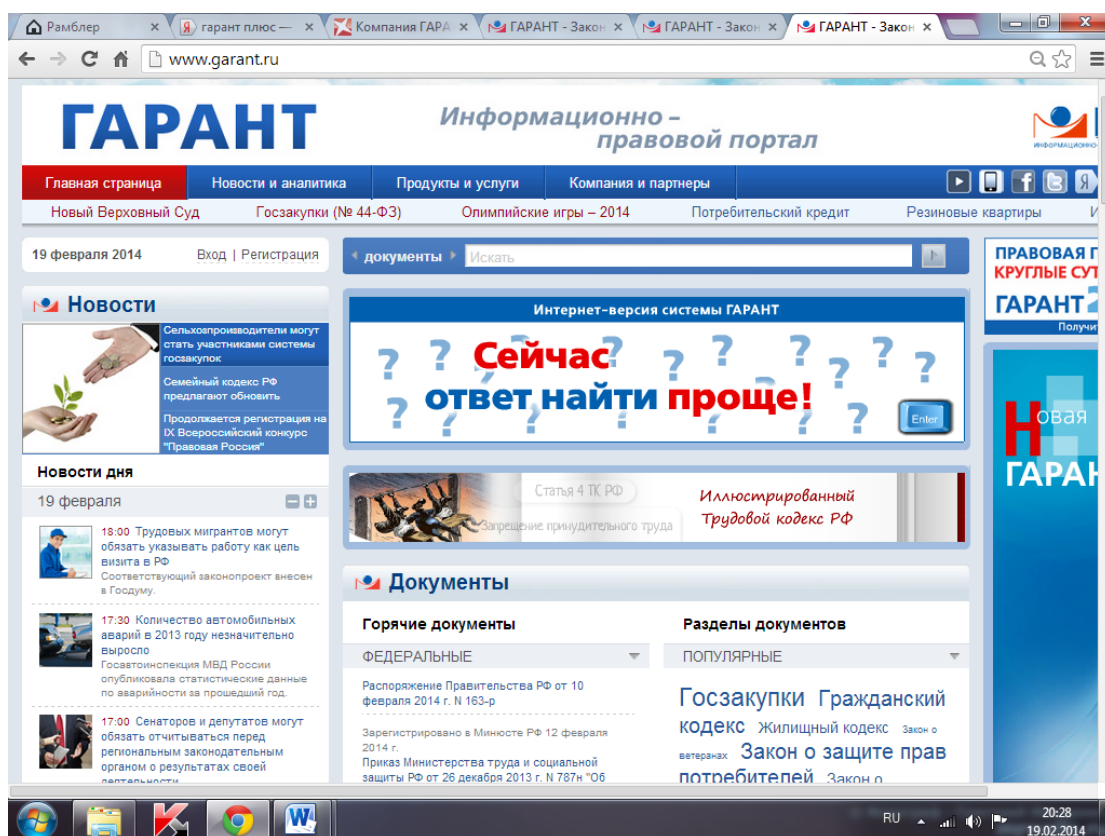 Рамблер
гарант плюс —
Компания ГАРА
ГАРАНТ - Закон
ГАРАНТ - Закон
ГАРАНТ - Закон
www.garant.ru
ГАРАНТ
Информационно –
правовой портал
Главная страница Новости и аналитика Продукты и услуги Компания и партнеры
Новый Верховный Суд Госзакупки (№ 44-ФЗ) Олимпийские игры – 2014 Потребительский кредит Резиновые квартиры
19 февраля 2014 Вход | Регистрация
документы Искать
Новости
Сельхозпроизводители могут
стать участниками системы
госзакупок
Семейный кодекс РФ
предлагают обновить
Продолжается регистрация на
IX Всероссийский конкурс
"Правовая Россия"
Новости дня
19 февраля
18:00 Трудовых мигрантов могут
обязать указывать работу как цель
визита в РФ
Соответствующий законопроект внесен
в Госдуму.
17:30 Количество автомобильных
аварий в 2013 году незначительно
выросло
Госавтоинспекция МВД России
опубликовала статистические данные
по аварийности за прошедший год.
17:00 Сенаторов и депутатов могут
обязать отчитываться перед
региональным законодательным
органом о результатах своей
деятельности
Интернет-версия системы ГАРАНТ
Сейчас
ответ найти проще!
Enter
Статья 4 ТК РФ
Запрещение принудительного труда
Иллюстрированный
Трудовой кодекс РФ
Документы
Горячие документы
ФЕДЕРАЛЬНЫЕ
Распоряжение Правительства РФ от 10
февраля 2014 г. N 163-р
Зарегистрировано в Минюсте РФ 12 февраля
2014 г.
Приказ Министерства труда и социальной
защиты РФ от 26 декабря 2013 г. N 787н "Об
Разделы документов
ПОПУЛЯРНЫЕ
Госзакупки Гражданский
кодекс Жилищный кодекс Закон о
ветеранах Закон о защите прав
потребителей Закон о
ПРАВОВАЯ
КРУГЛЫЕ
ГАРАНТ
Новая
ГАРАН
RU
20:28
19.02.2014